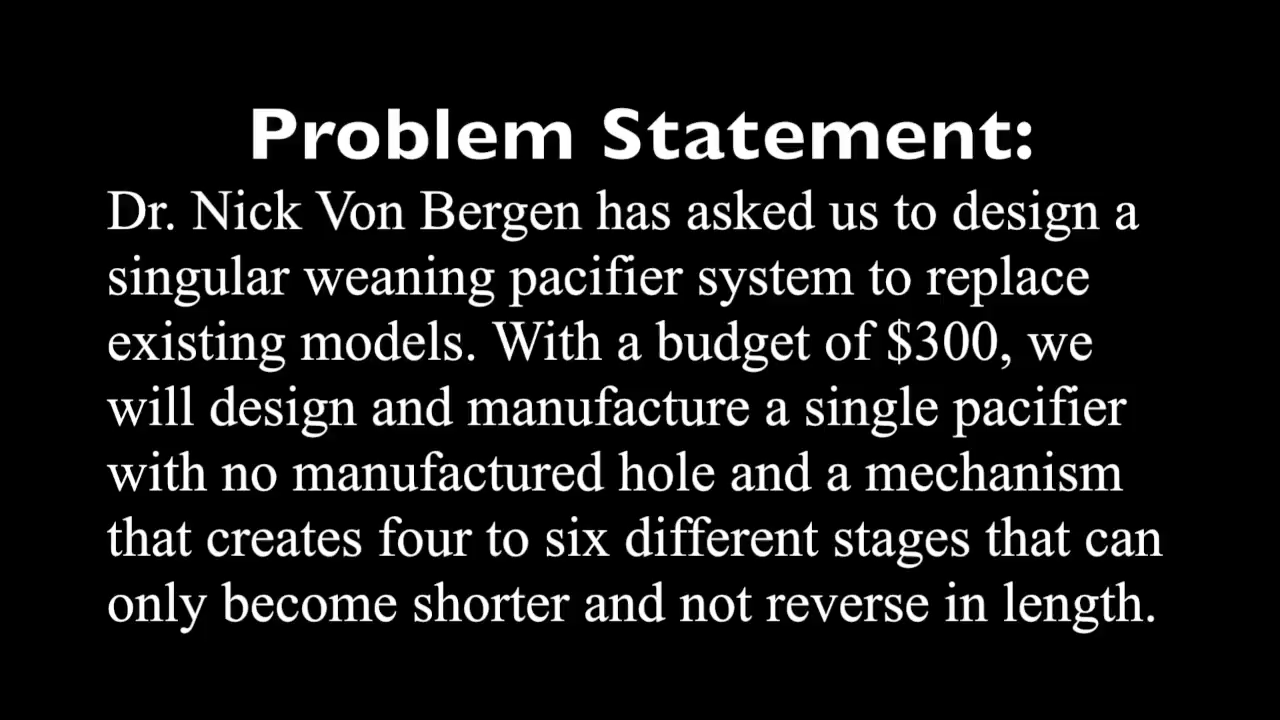 Problem Statement:
Dr. Nick Von Bergen has asked us to design a
singular weaning pacifier system to replace
existing models. With a budget of $300, we
will design and manufacture a single pacifier
with no manufactured hole and a mechanism
that creates four to six different stages that can
only become shorter and not reverse in length.